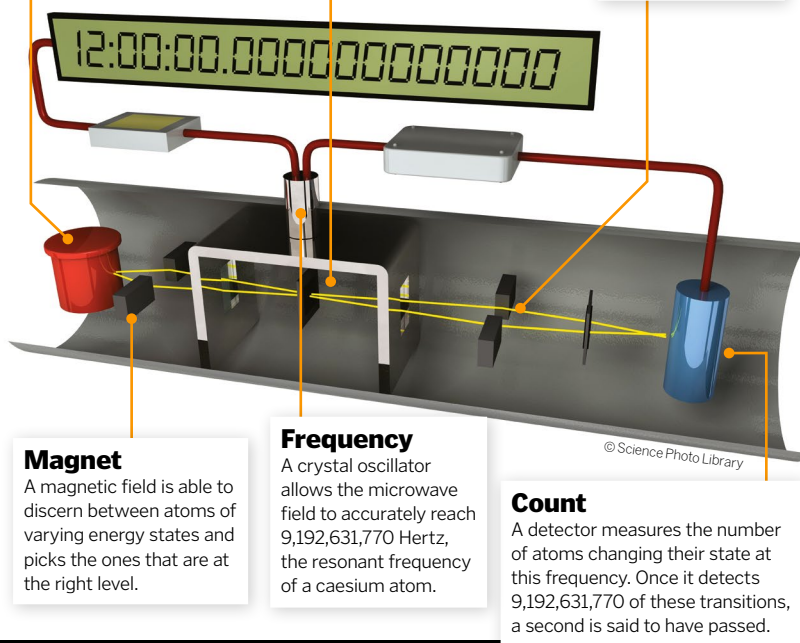 12:00:00.0000000000000
Magnet
A magnetic field is able to
discern between atoms of
varying energy states and
picks the ones that are at
the right level.
Frequency
A crystal oscillator
allows the microwave
field to accurately reach
9,192,631,770 Hertz,
the resonant frequency
of a caesium atom.
© Science Photo Library
Count
A detector measures the number
of atoms changing their state at
this frequency. Once it detects
9,192,631,770 of these transitions,
a second is said to have passed.